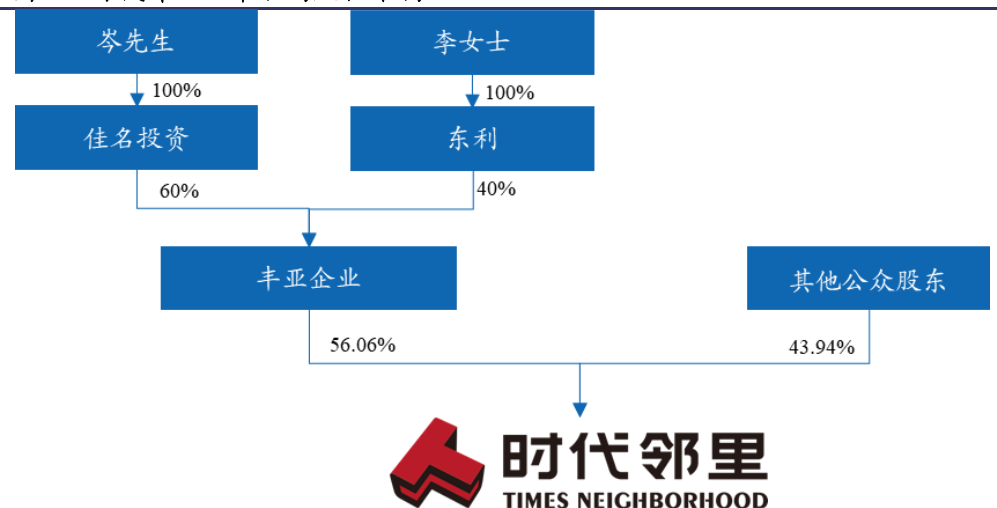 岑先生 李女士
100% 100%
佳名投资 东利
60% 40%
丰亚企业 其他公众股东
56.06% 43.94%
时代邻里
TIMES NEIGHBORHOOD